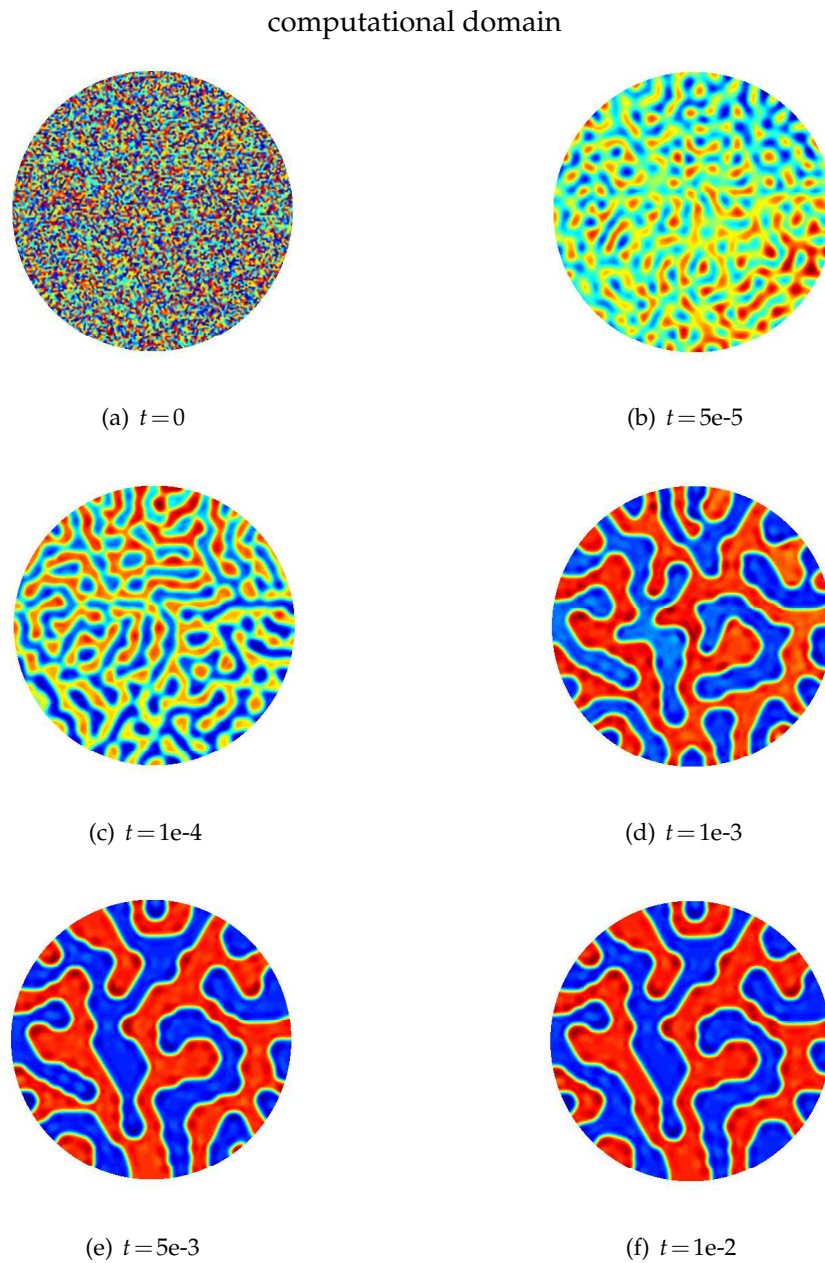 computational domain
(a) t=0
(b) t=5e-5
(c) t=1e-4
(d) t=1e-3
(e) t=5e-3
(f) t=1e-2